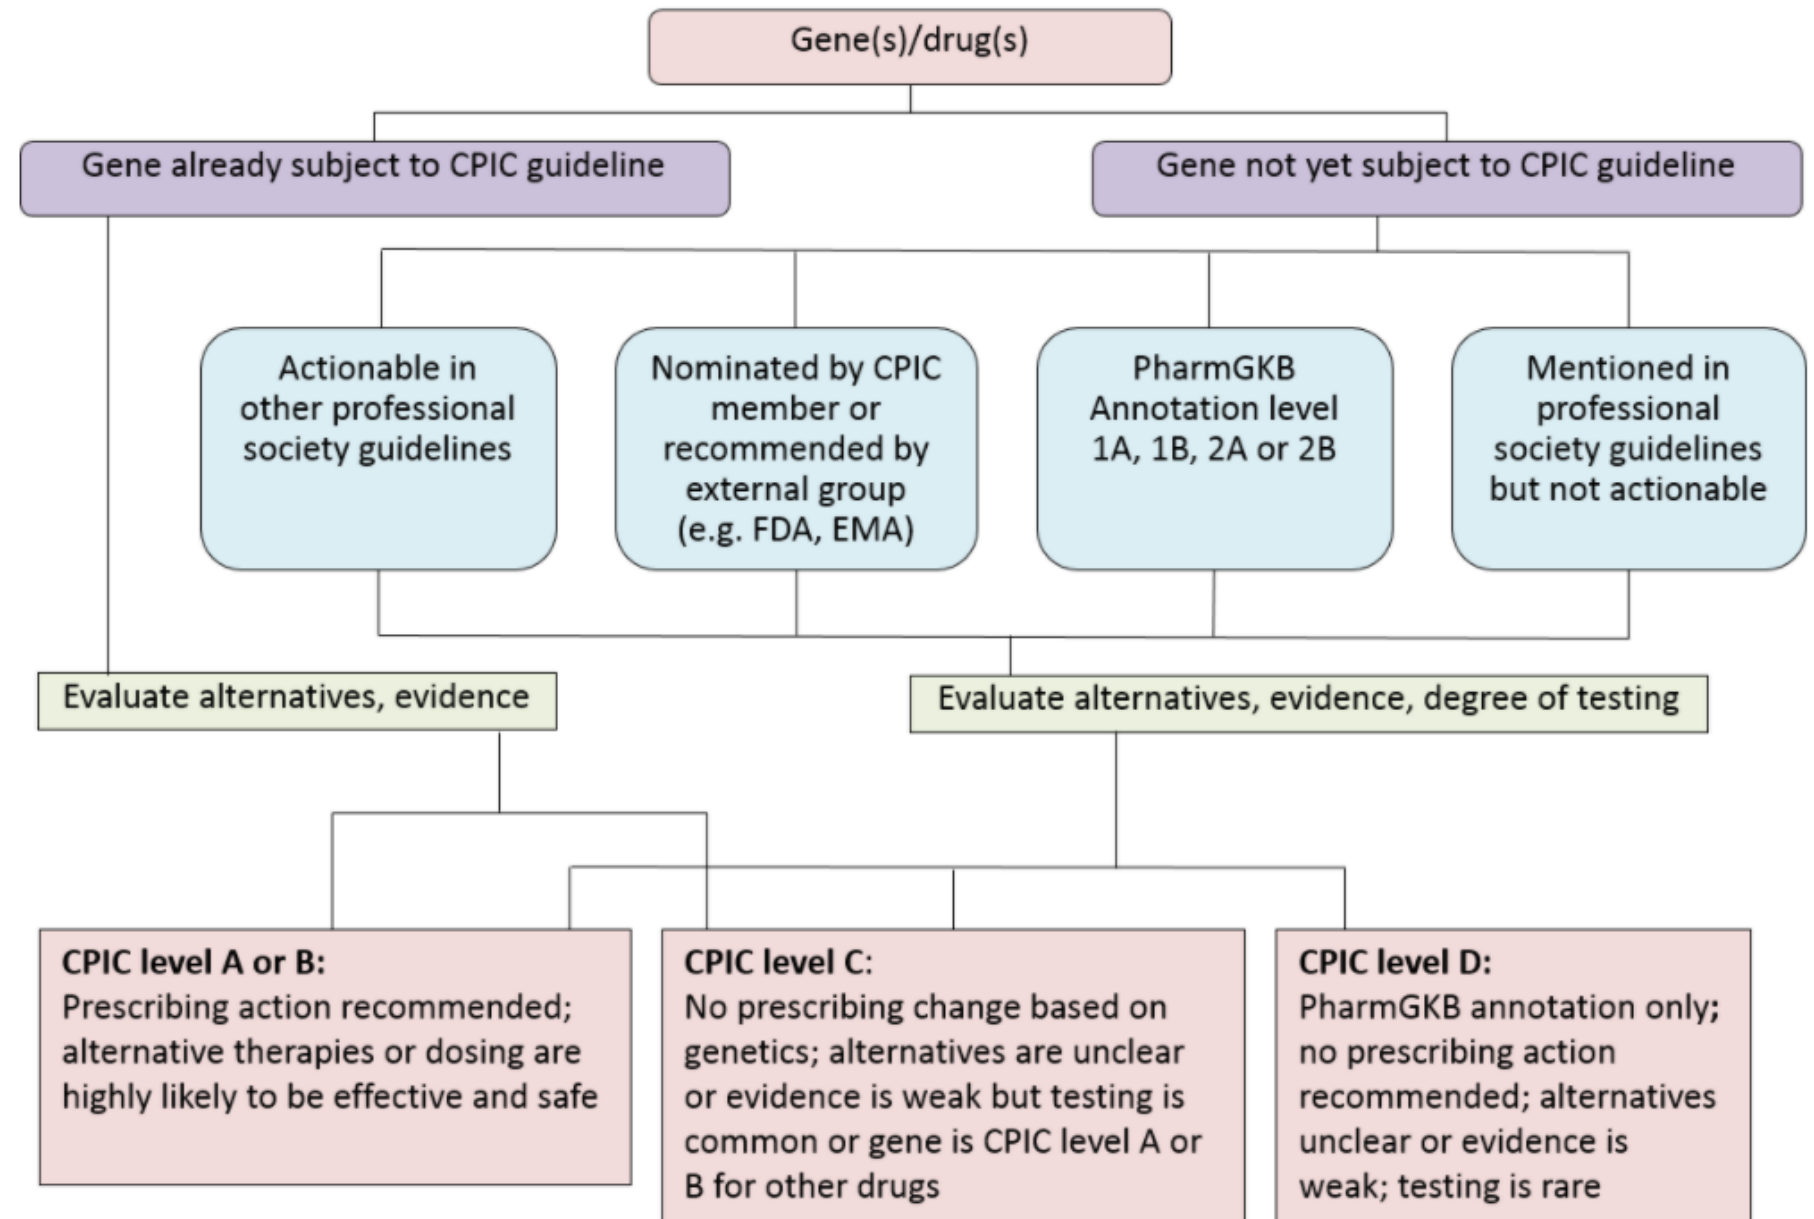 Gene(s)/drug(s)
Gene already subject to CPIC guideline
Gene not yet subject to CPIC guideline
Actionable in
other professional
society guidelines
Nominated by CPIC
member or
recommended by
external group
(e.g. FDA, EMA)
PharmGKB
Annotation level
1A, 1B, 2A or 2B
Mentioned in
professional
society guidelines
but not actionable
Evaluate alternatives, evidence
Evaluate alternatives, evidence, degree of testing
CPIC level A or B:
Prescribing action recommended;
alternative therapies or dosing are
highly likely to be effective and safe
CPIC level C:
No prescribing change based on
genetics; alternatives are unclear
or evidence is weak but testing is
common or gene is CPIC level A or
B for other drugs
CPIC level D:
PharmGKB annotation only;
no prescribing action
recommended; alternatives
unclear or evidence is
weak; testing is rare